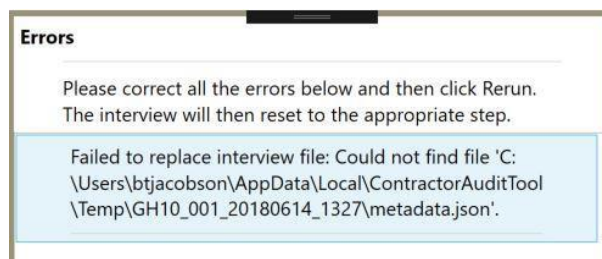 Errors
Please correct all the errors below and then click Rerun.
The interview will then reset to the appropriate step.
Failed to replace interview file: Could not find file 'C:
\Users\btjacobson\AppData\Local\ContractorAuditTool
\Temp\GH10_001_20180614_1327\metadata.json'.